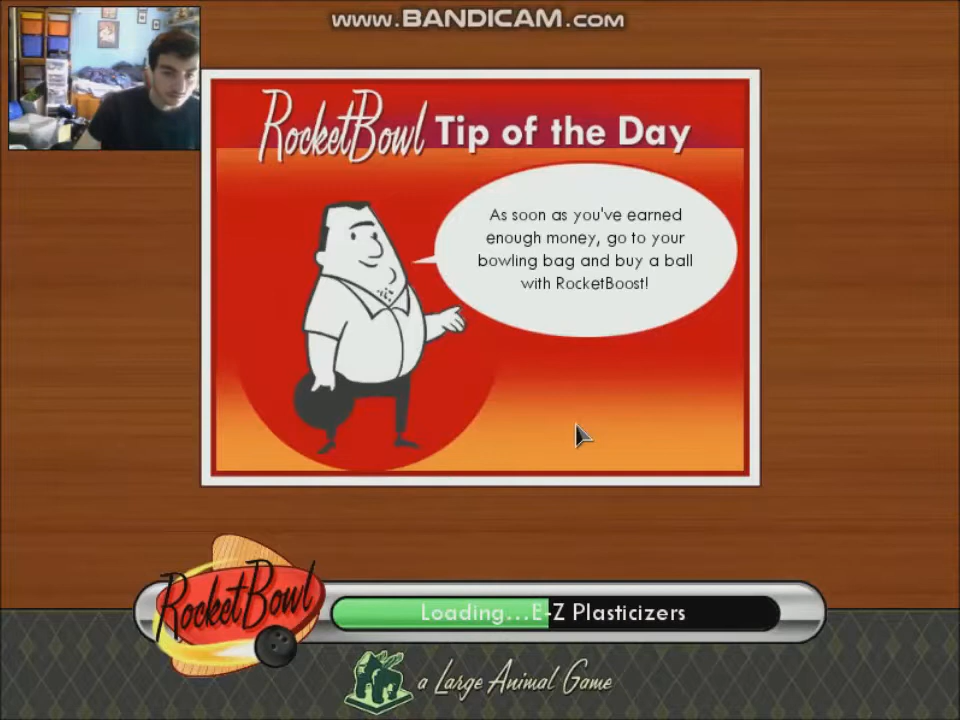 www.BANDICAM.com
RocketBowl Tip of the Day
As soon as you've earned
enough money, go to your
bowling bag and buy a ball
with RocketBoost!
RocketBowl
Loading...E-Z Plasticizers
a Large Animal Game